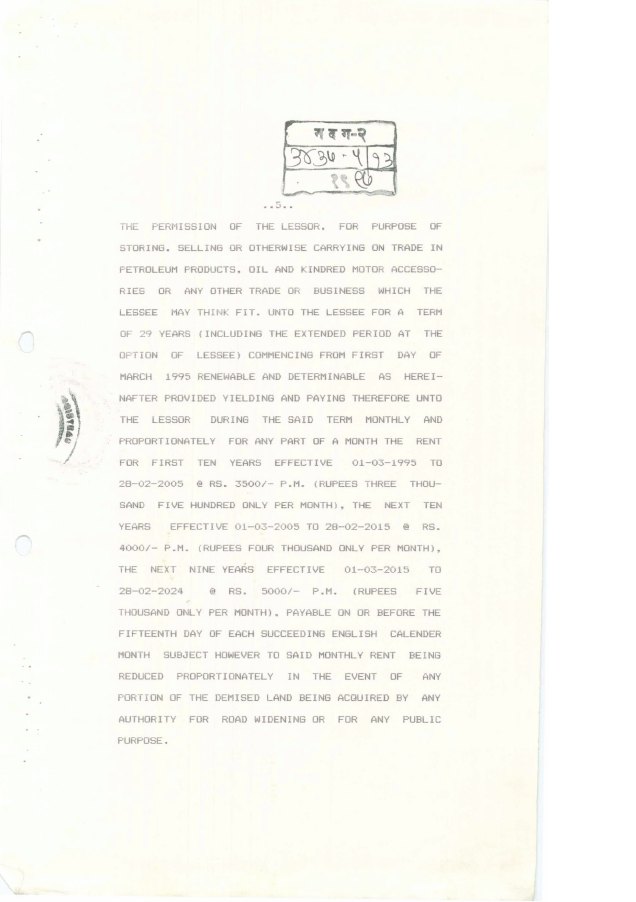 ग व ग-२
१३
..5..
THE PERMISSION OF THE LESSOR, FOR PURPOSE OF
STORING, SELLING OR OTHERWISE CARRYING ON TRADE IN
PETROLEUM PRODUCTS, OIL AND KINDRED MOTOR ACCESSO-
RIES OR ANY OTHER TRADE OR BUSINESS WHICH THE
LESSEE MAY THINK FIT. UNTO THE LESSEE FOR A TERM
OF 29 YEARS (INCLUDING THE EXTENDED PERIOD AT THE
OPTION OF LESSEE) COMMENCING FROM FIRST DAY OF
MARCH 1995 RENEWABLE AND DETERMINABLE AS HEREI-
NAFTER PROVIDED YIELDING AND PAYING THEREFORE UNTO
THE LESSOR DURING THE SAID TERM MONTHLY AND
PROPORTIONATELY FOR ANY PART OF A MONTH THE RENT
FOR FIRST TEN YEARS EFFECTIVE 01-03-1995 TO
28-02-2005 @ RS. 3500/- P.M. (RUPEES THREE THOU-
SAND FIVE HUNDRED ONLY PER MONTH), THE NEXT TEN
YEARS EFFECTIVE 01-03-2005 TO 28-02-2015 @ RS.
4000/- P.M. (RUPEES FOUR THOUSAND ONLY PER MONTH),
THE NEXT NINE YEARS EFFECTIVE 01-03-2015 TO
28-02-2024 @ RS. 5000/- P.M. (RUPEES FIVE
THOUSAND ONLY PER MONTH). PAYABLE ON OR BEFORE THE
FIFTEENTH DAY OF EACH SUCCEEDING ENGLISH CALENDER
MONTH SUBJECT HOWEVER TO SAID MONTHLY RENT BEING
REDUCED PROPORTIONATELY IN THE EVENT OF ANY
PORTION OF THE DEMISED LAND BEING ACQUIRED BY ANY
AUTHORITY FOR ROAD WIDENING OR FOR ANY PUBLIC
PURPOSE.